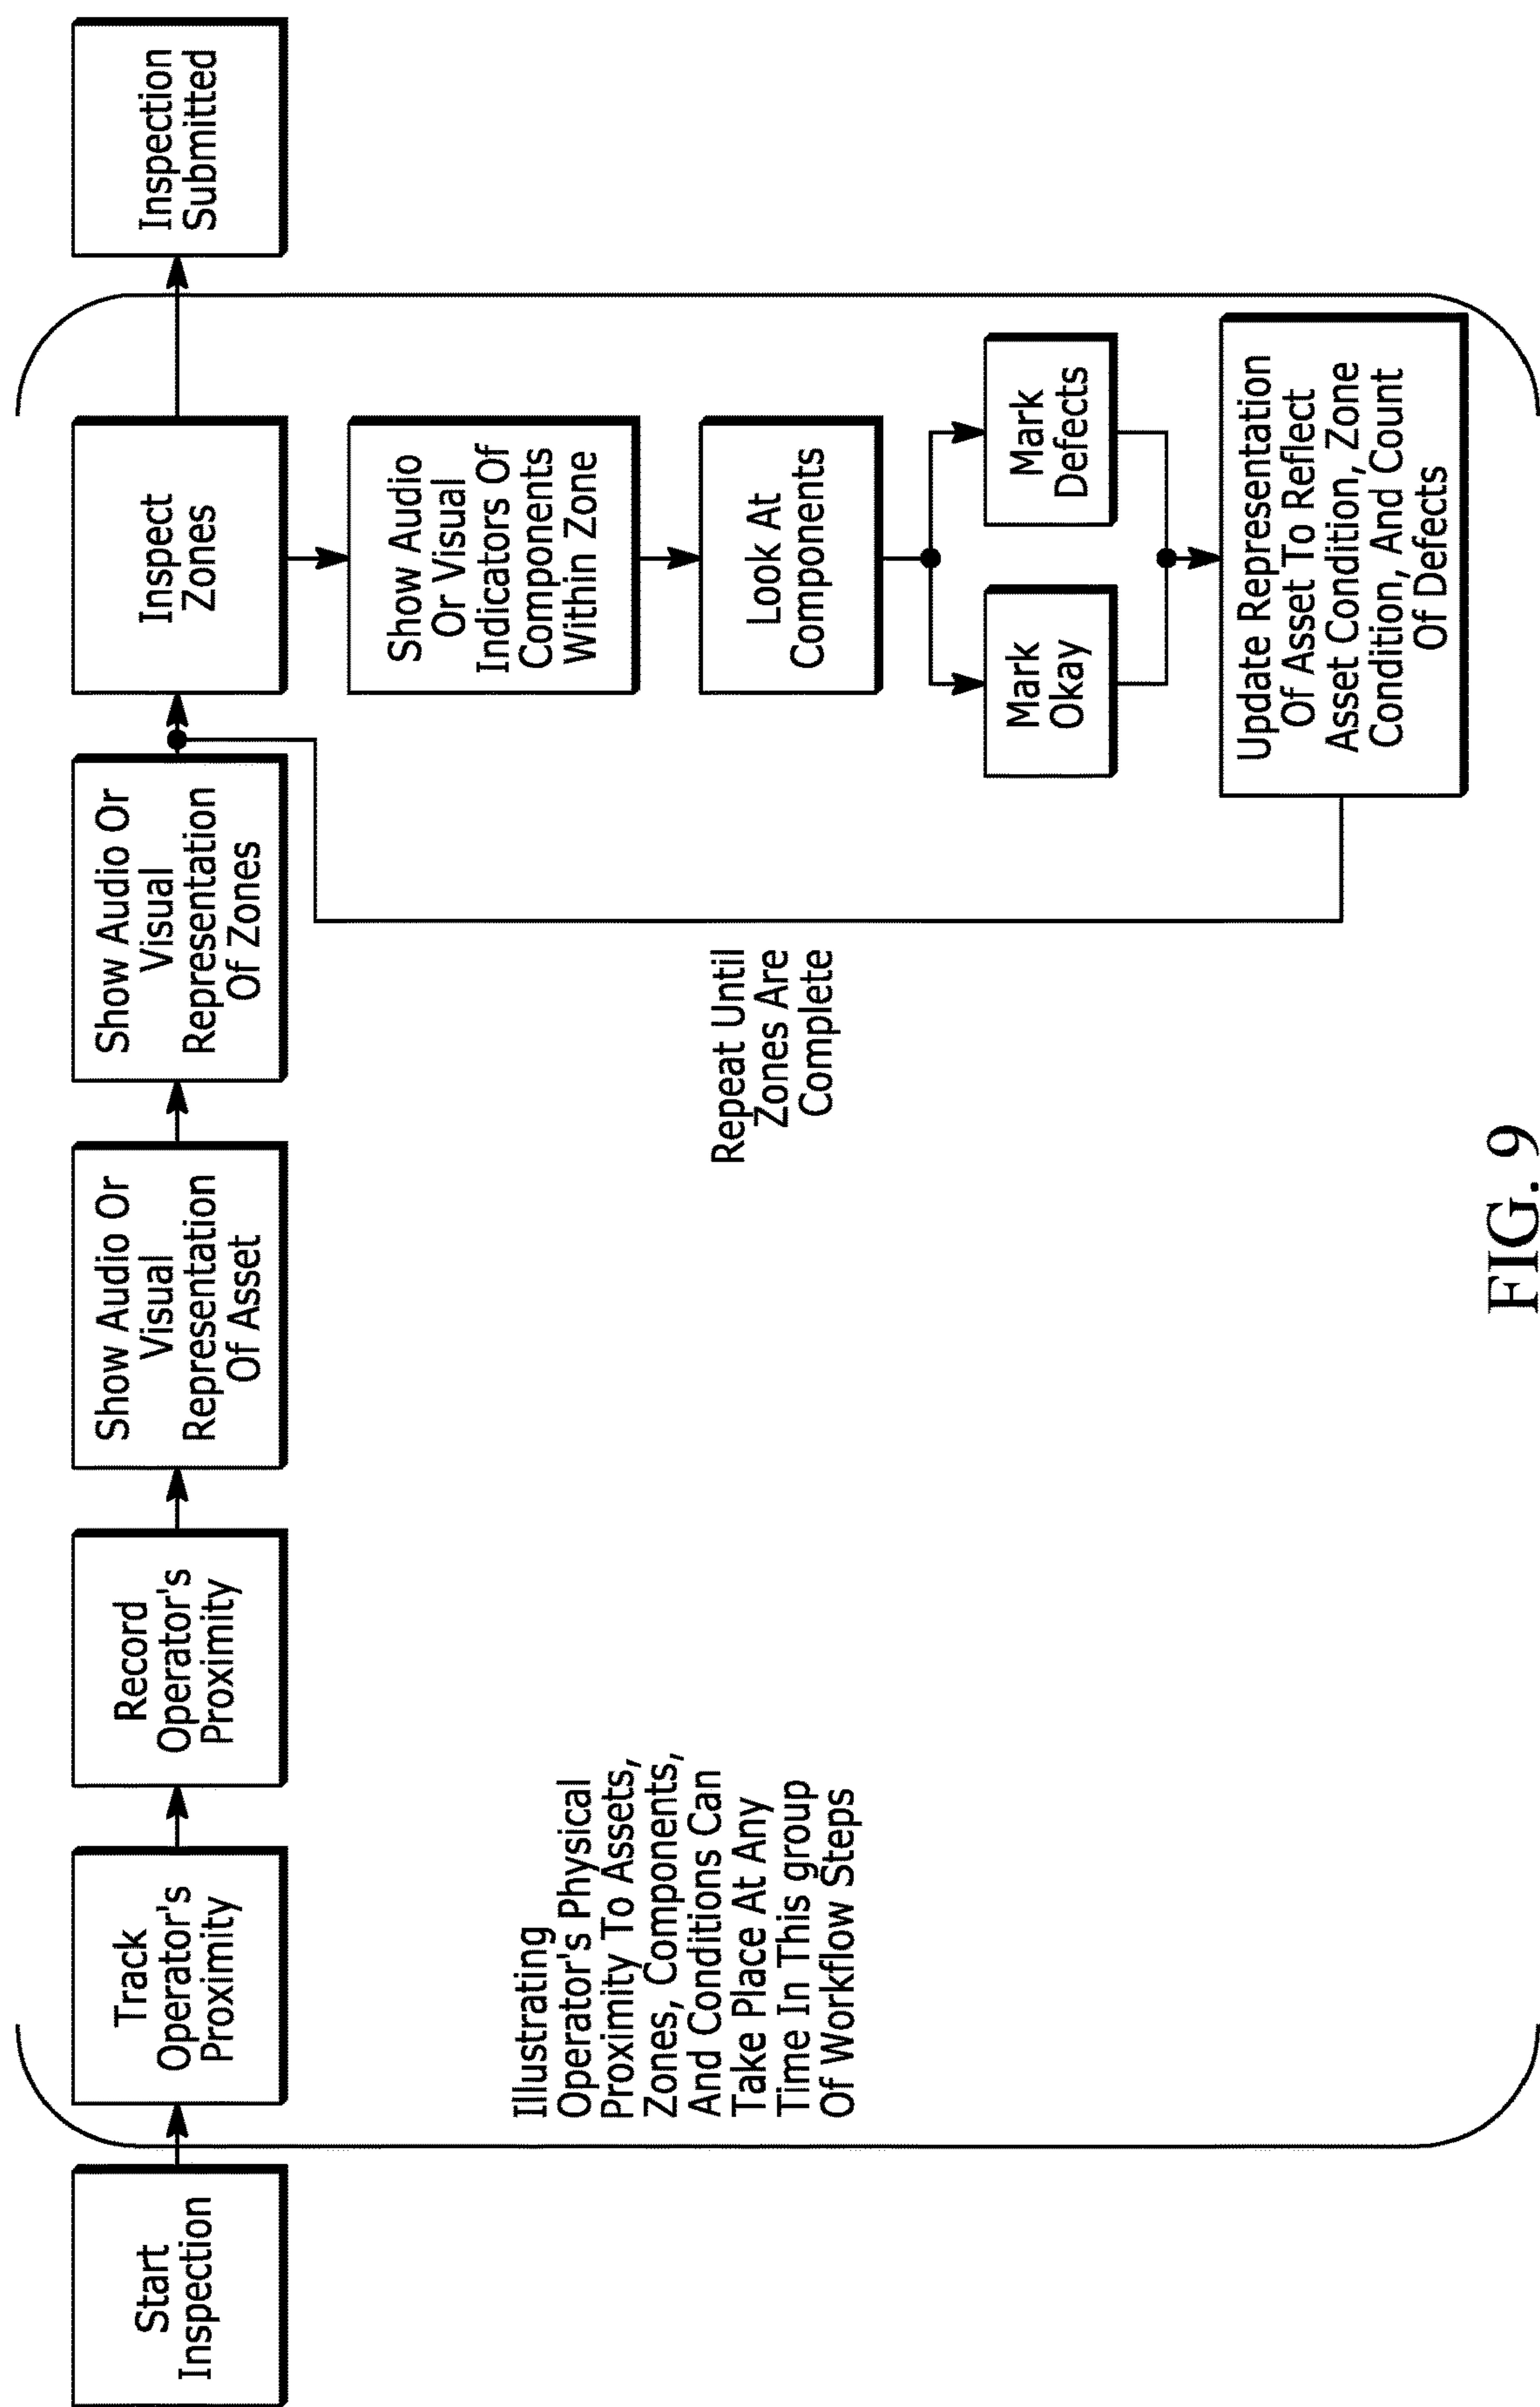 Start
Inspection
Track
Operator's
Proximity
Record
Operator's
Proximity
Show Audio Or
Visual
Representation
Of Asset
Show Audio Or
Visual
Representation
Of Zones
Inspect
Zones
Inspection
Submitted
Show Audio
Or Visual
Indicators Of
Components
Within Zone
Look At
Components
Mark
Okay
Mark
Defects
Update Representation
Of Asset To Reflect
Asset Condition, Zone
Condition, And Count
Of Defects
Repeat Until
Zones Are
Complete
Illustrating
Operator's Physical
Proximity To Assets,
Zones, Components,
And Conditions Can
Take Place At Any
Time In This group
Of Workflow Steps
FIG. 9